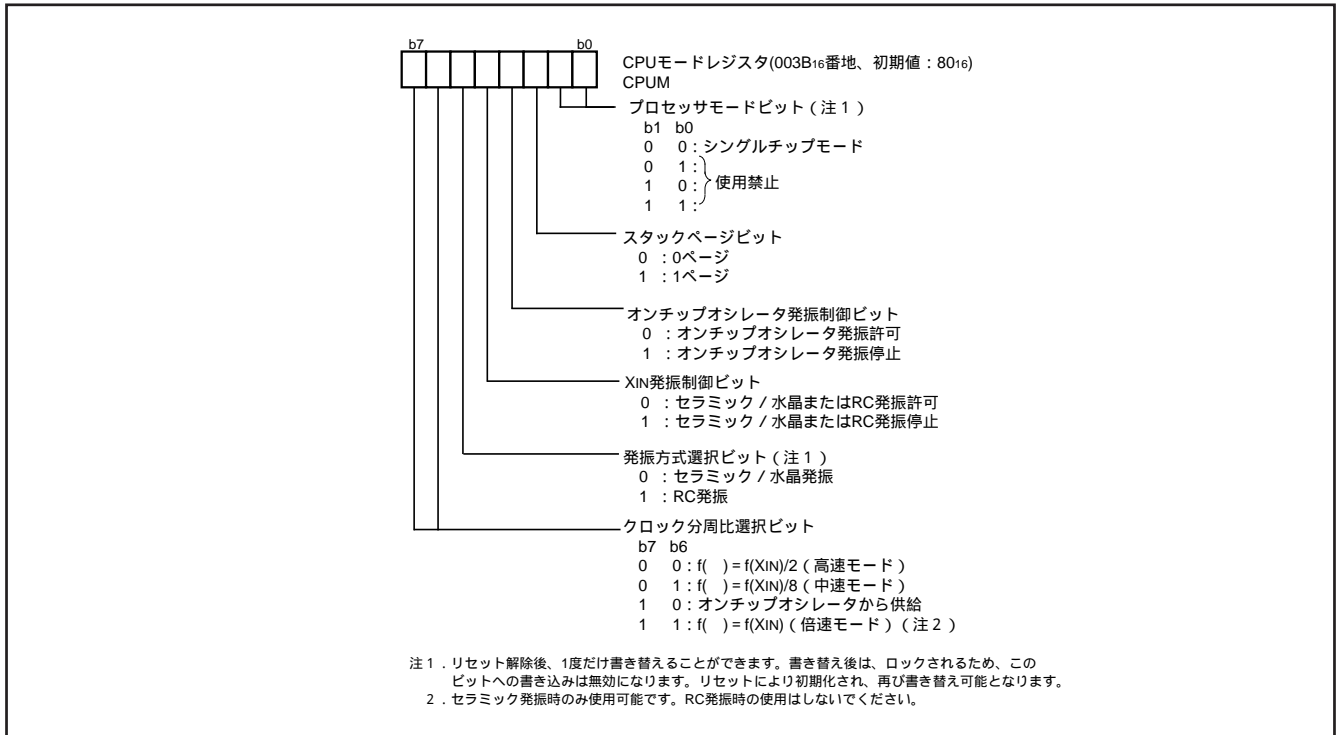 b7 b0
CPUモードレジスタ(003B16番地、初期値:8016)
CPUM
プロセッサモードビット(注1)
b1 b0
0 0:シングルチップモード
0 1:
1 0:
1 1:
使用禁止
スタックページビット
0 :0ページ
1 :1ページ
オンチップオシレータ発振制御ビット
0 :オンチップオシレータ発振許可
1 :オンチップオシレータ発振停止
XIN発振制御ビット
0 :セラミック/水晶またはRC発振許可
1 :セラミック/水晶またはRC発振停止
発振方式選択ビット(注1)
0 :セラミック/水晶発振
1 :RC発振
クロック分周比選択ビット
b7 b6
0 0:f( )=f(XIN)/2(高速モード)
0 1:f( )=f(XIN)/8(中速モード)
1 0:オンチップオシレータから供給
1 1:f( )=f(XIN)(倍速モード)(注2)
注1.リセット解除後、1度だけ書き替えることができます。書き替え後は、ロックされるため、この
ビットへの書き込みは無効になります。リセットにより初期化され、再び書き替え可能となります。
2.セラミック発振時のみ使用可能です。RC発振時の使用はしないでください。